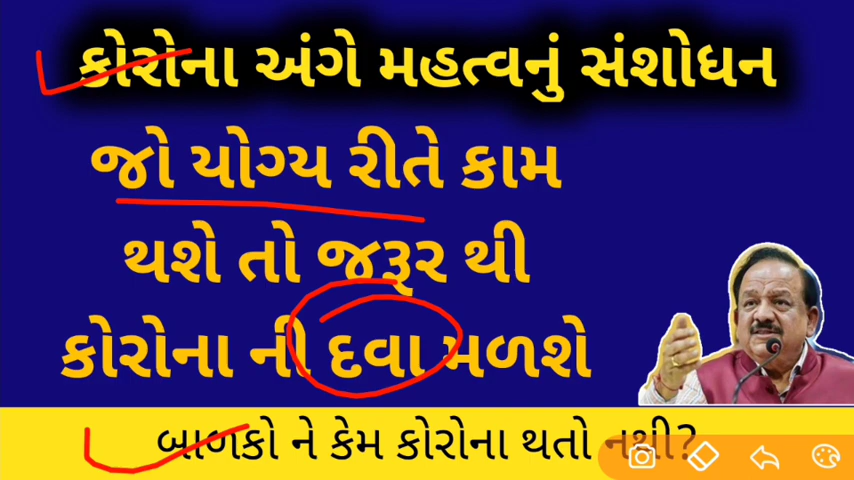 કોરોના અંગે મહત્વનું સંશોધન
જો યોગ્ય રીતે કામ
થશે તો જરૂર થી
કોરોના ની દવા મળશે
બાળકો ને કેમ કોરોના થતો નથી?